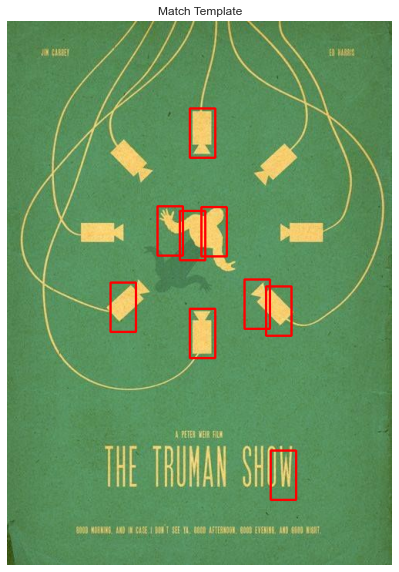 Match Template
JIM CARREY
ED HARRIS
A PETER WEIR FILM
THE TRUMAN SHOW
GOOD MORNING, AND IN CASE I DON'T SEE YA, GOOD AFTERNOON, GOOD EVENING, AND GOOD NIGHT.